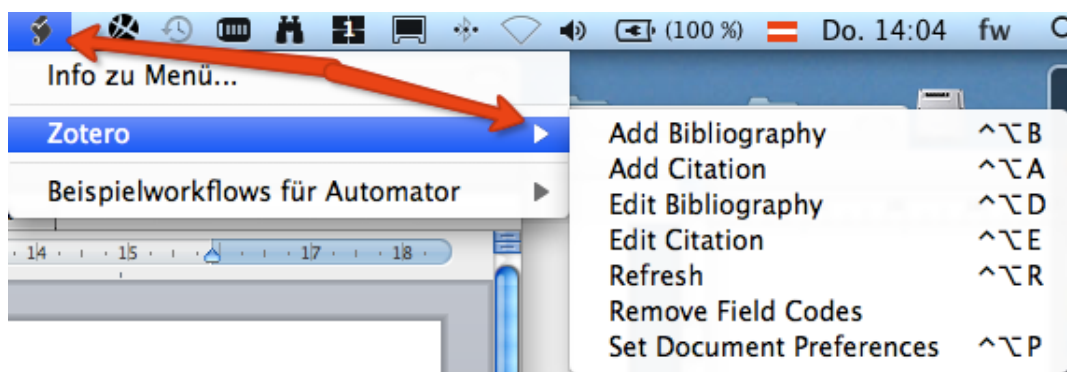 (100 %) Do. 14:04 fw
Info zu Menü...
Zotero
Beispielworkflows für Automator
Add Bibliography ^⌥B
Add Citation ^⌥A
Edit Bibliography ^⌥D
Edit Citation ^⌥E
Refresh ^⌥R
Remove Field Codes
Set Document Preferences ^⌥P
14 15 17 18